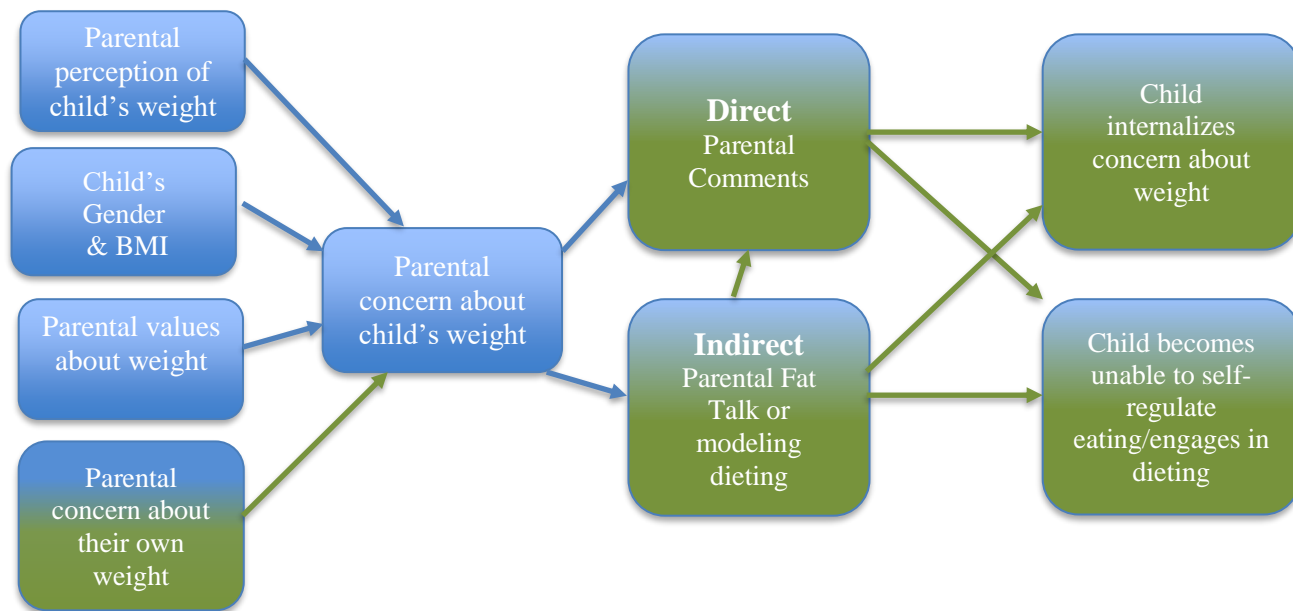 Parental
perception of
child's weight
Child's
Gender
& BMI
Parental values
about weight
Parental
concern about
their own
weight
Parental
concern about
child's weight
Direct
Parental
Comments
Indirect
Parental Fat
Talk or
modeling
dieting
Child
internalizes
concern about
weight
Child becomes
unable to self-
regulate
eating/engages in
dieting